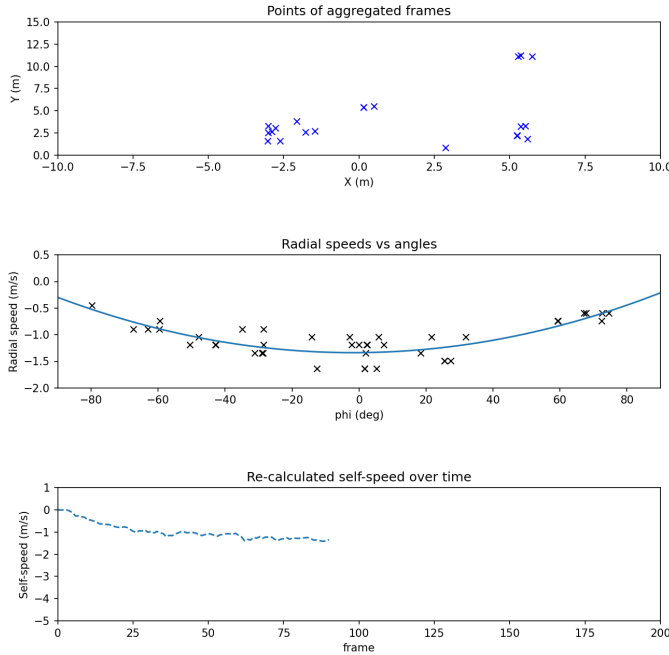 Points of aggregated frames
15.0
12.5
10.0
7.5
5.0
2.5
0.0
Y (m)
−10.0 −7.5 −5.0 −2.5 0.0 2.5 5.0 7.5 10.0
X (m)
Radial speeds vs angles
0.5
0.0
−0.5
−1.0
−1.5
−2.0
Radial speed (m/s)
−80 −60 −40 −20 0 20 40 60 80
phi (deg)
Re-calculated self-speed over time
1
0
−1
−2
−3
−4
−5
Self-speed (m/s)
0 25 50 75 100 125 150 175 200
frame